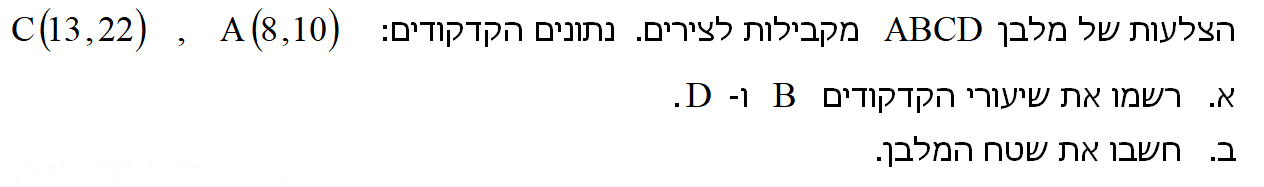 הצלעות של מלבן ABCD מקבילות לצירים. נתונים הקדקודים: A(8,10) , C(13,22)
א. רשמו את שיעורי הקדקודים B ו- D.
ב. חשבו את שטח המלבן.